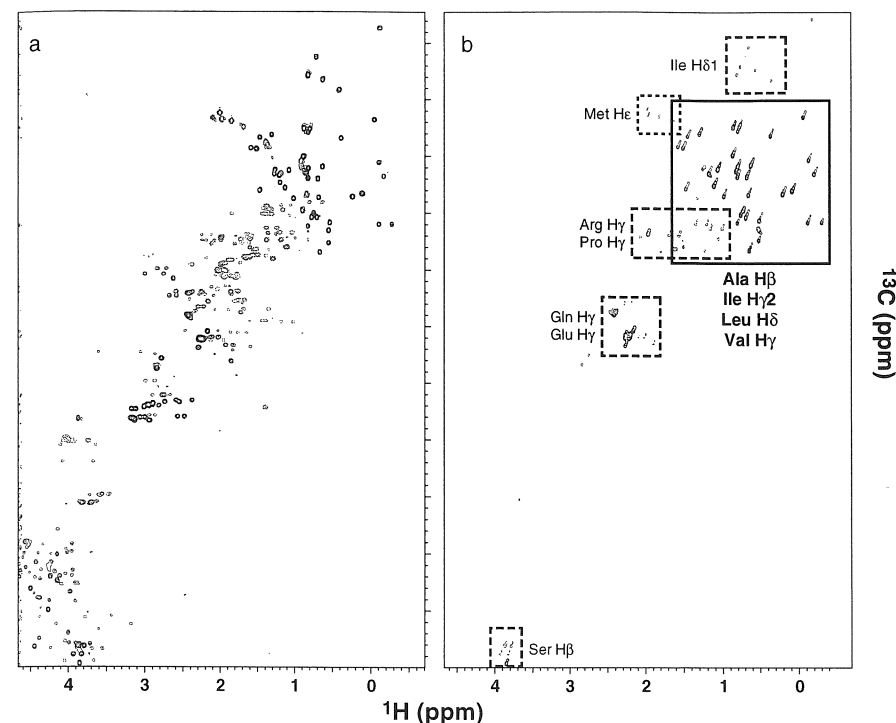 a
b
Ile Hδ1
Met Hε
Arg Hγ
Pro Hγ
Ala Hβ
Ile Hγ2
Leu Hδ
Val Hγ
Gln Hγ
Glu Hγ
Ser Hβ
13C (ppm)
4 3 2 1 0
4 3 2 1 0
1H (ppm)